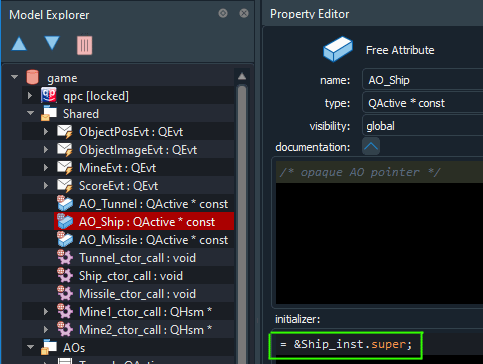 Model Explorer
game
qpc [locked]
Shared
ObjectPosEvt : QEvt
ObjectImageEvt : QEvt
MineEvt : QEvt
ScoreEvt : QEvt
AO_Tunnel : QActive * const
AO_Ship : QActive * const
AO_Missile : QActive * const
Tunnel_ctor_call : void
Ship_ctor_call : void
Missile_ctor_call : void
Mine1_ctor_call : QHsm *
Mine2_ctor_call : QHsm *
AOs
Property Editor
Free Attribute
name: AO_Ship
type: QActive * const
visibility: global
documentation:
/* opaque AO pointer */
initializer:
= &Ship_inst.super;